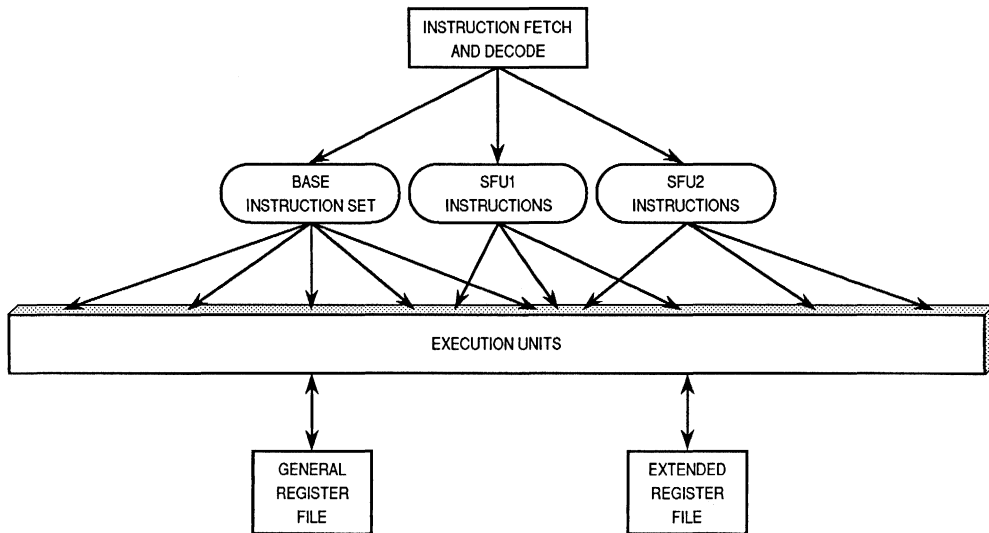 INSTRUCTION FETCH
AND DECODE
BASE
INSTRUCTION SET
SFU1
INSTRUCTIONS
SFU2
INSTRUCTIONS
EXECUTION UNITS
GENERAL
REGISTER
FILE
EXTENDED
REGISTER
FILE